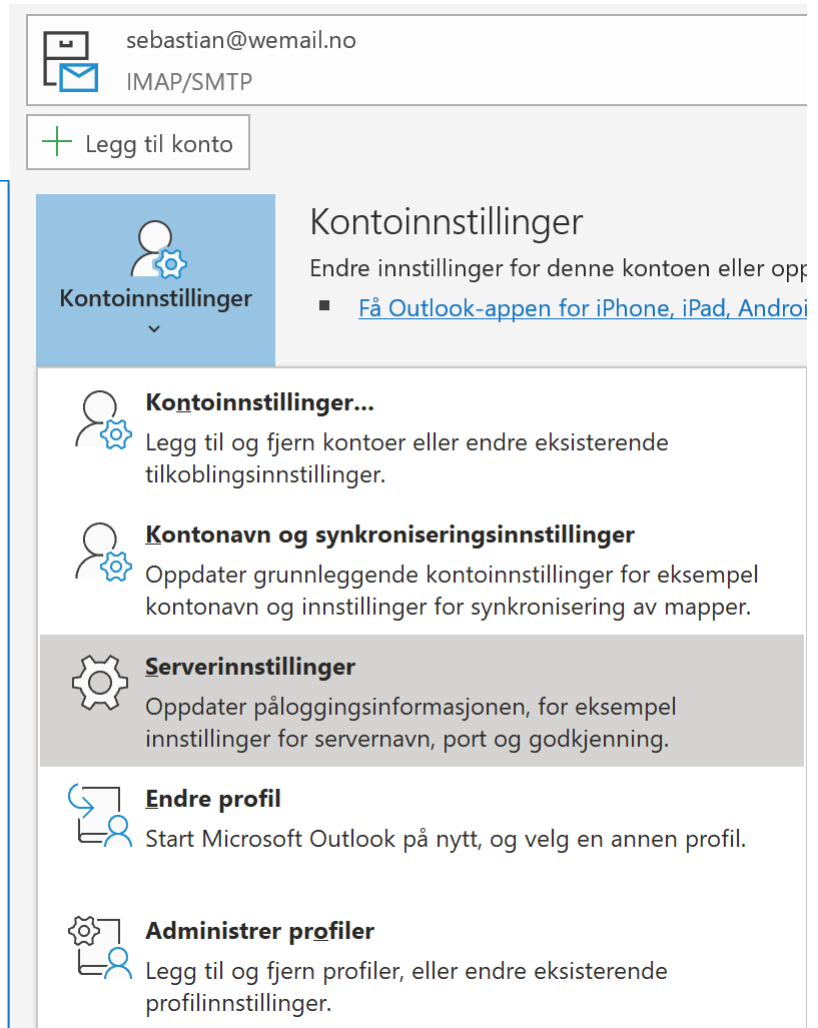 sebastian@wemail.no
IMAP/SMTP
Legg til konto
Kontoinnstillinger
Kontoinnstillinger
Endre innstillinger for denne kontoen eller opp
Få Outlook-appen for iPhone, iPad, Androi
Kontoinnstillinger...
Legg til og fjern kontoer eller endre eksisterende
tilkoblingsinnstillinger.
Kontonavn og synkroniseringsinnstillinger
Oppdater grunnleggende kontoinnstillinger for eksempel
kontonavn og innstillinger for synkronisering av mapper.
Serverinnstillinger
Oppdater påloggingsinformasjonen, for eksempel
innstillinger for servernavn, port og godkjenning.
Endre profil
Start Microsoft Outlook på nytt, og velg en annen profil.
Administrer profiler
Legg til og fjern profiler, eller endre eksisterende
profilinnstillinger.